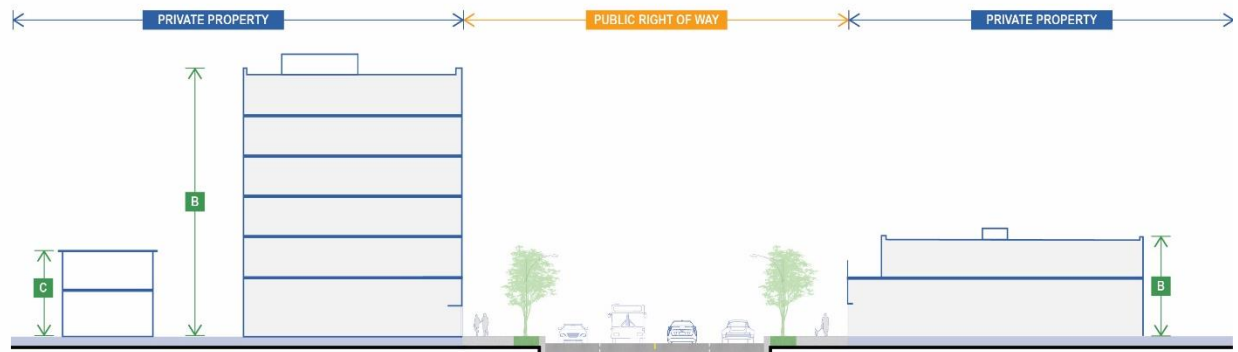 PRIVATE PROPERTY
PUBLIC RIGHT OF WAY
PRIVATE PROPERTY
B
C
B